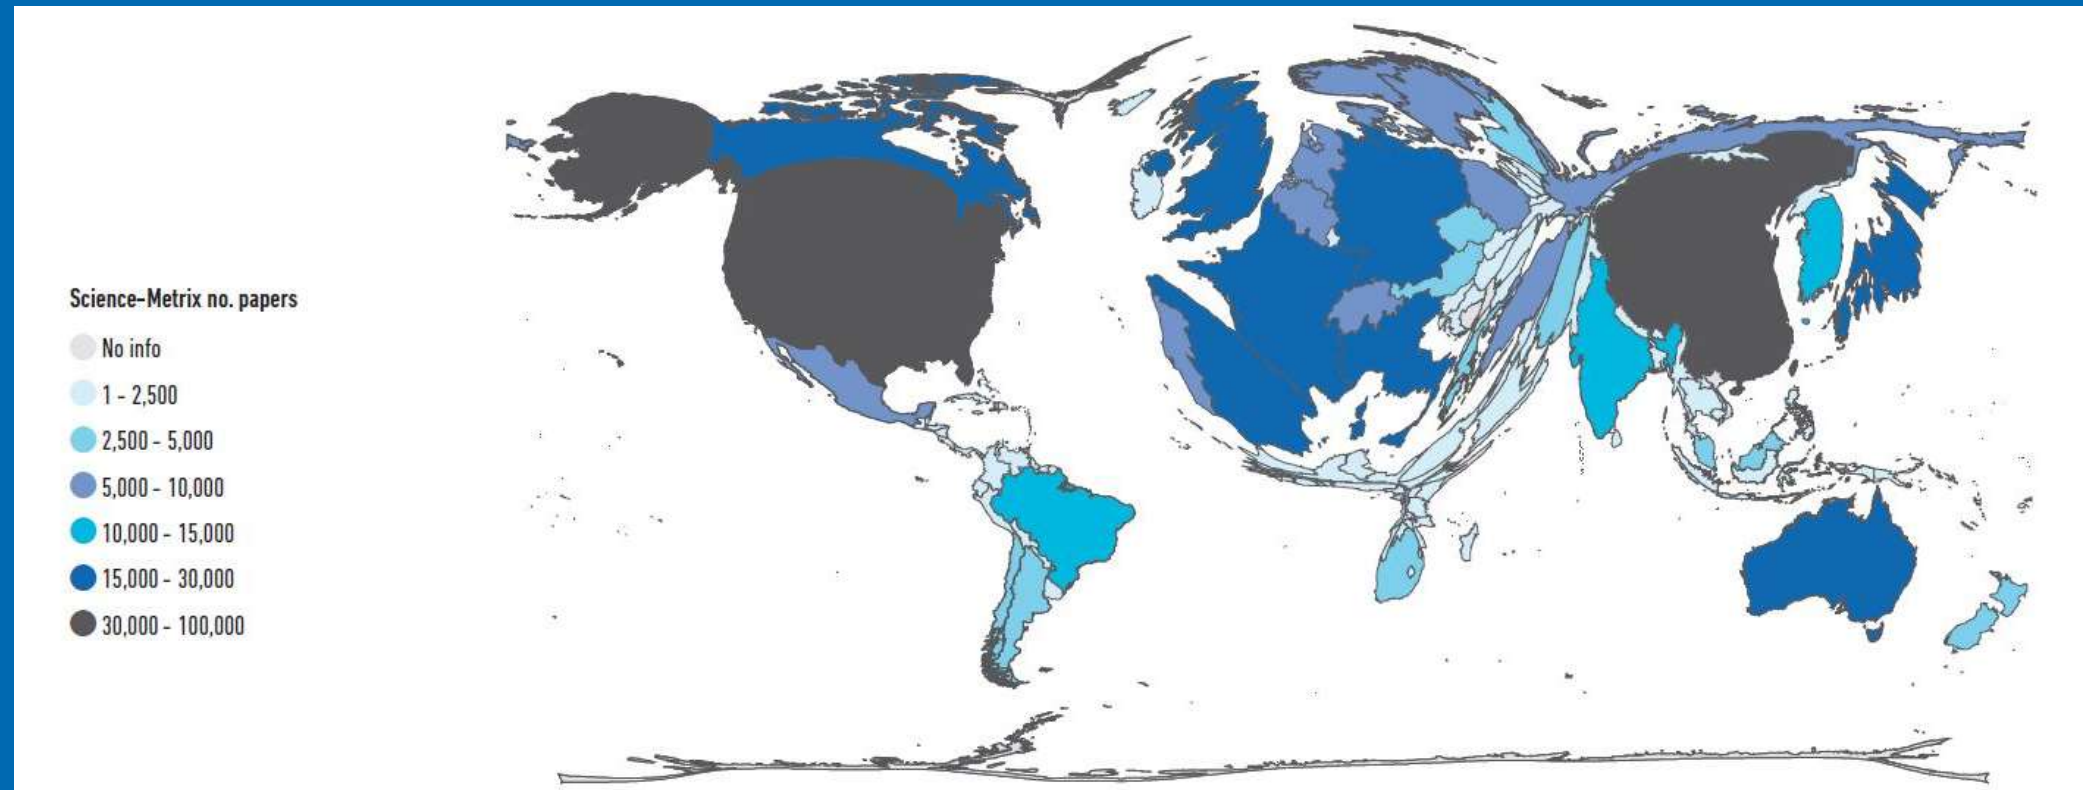 Science-Metrix no. papers
No info
1 - 2,500
2,500 - 5,000
5,000 - 10,000
10,000 - 15,000
15,000 - 30,000
30,000 - 100,000